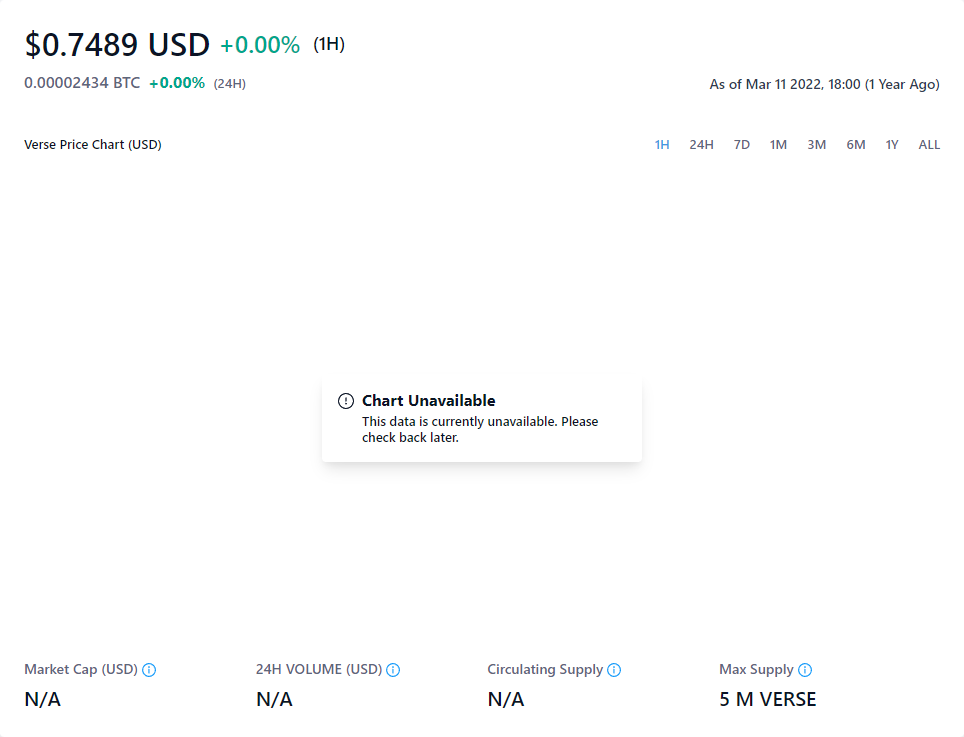 $0.7489 USD +0.00% (1H)
0.00002434 BTC +0.00% (24H)
As of Mar 11 2022, 18:00 (1 Year Ago)
Verse Price Chart (USD)
1H 24H 7D 1M 3M 6M 1Y ALL
Chart Unavailable
This data is currently unavailable. Please
check back later.
Market Cap (USD) 24H VOLUME (USD) Circulating Supply Max Supply
N/A N/A N/A 5 M VERSE